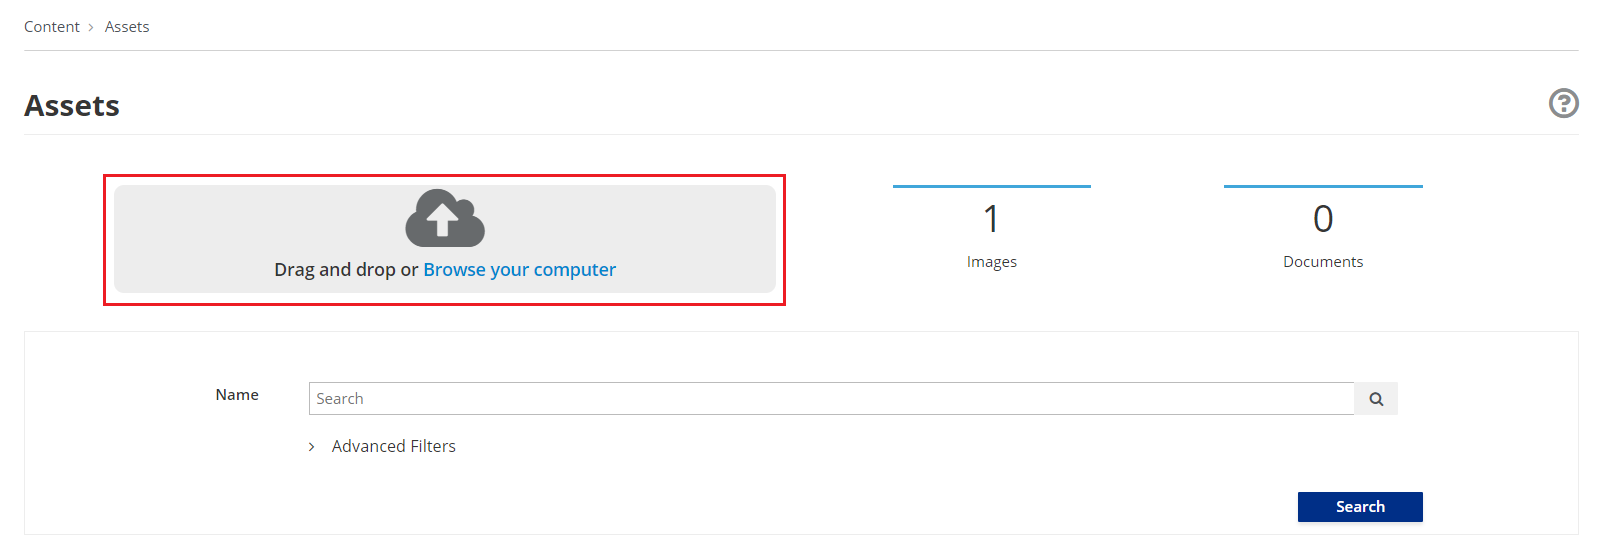 Content > Assets
Assets
Drag and drop or Browse your computer
1
Images
0
Documents
Name
Search
> Advanced Filters
Search